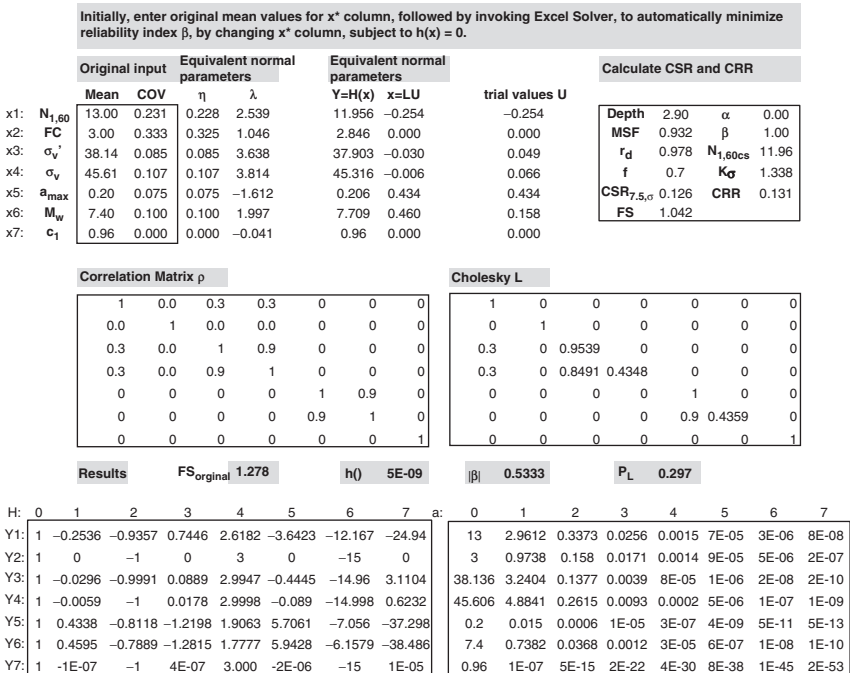 Initially, enter original mean values for x* column, followed by invoking Excel Solver, to automatically minimize
reliability index β, by changing x* column, subject to h(x) = 0.
Original input Equivalent normal parameters Equivalent normal parameters Calculate CSR and CRR
Mean COV η λ Y=H(x) x=LU trial values U
x1: N1,60 13.00 0.231 0.228 2.539 11.956 −0.254 −0.254
x2: FC 3.00 0.333 0.325 1.046 2.846 0.000 0.000
x3: σv' 38.14 0.085 0.085 3.638 37.903 −0.030 0.049
x4: σv 45.61 0.107 0.107 3.814 45.316 −0.006 0.066
x5: amax 0.20 0.075 0.075 −1.612 0.206 0.434 0.434
x6: Mw 7.40 0.100 0.100 1.997 7.709 0.460 0.158
x7: c1 0.96 0.000 0.000 −0.041 0.96 0.000 0.000
Depth 2.90 α 0.00
MSF 0.932 β 1.00
rd 0.978 N1,60cs 11.96
f 0.7 Kσ 1.338
CSR7.5,σ 0.126 CRR 0.131
FS 1.042
Correlation Matrix ρ
1 0.0 0.3 0.3 0 0 0
0.0 1 0.0 0.0 0 0 0
0.3 0.0 1 0.9 0 0 0
0.3 0.0 0.9 1 0 0 0
0 0 0 0 1 0.9 0
0 0 0 0 0.9 1 0
0 0 0 0 0 0 1
Cholesky L
1 0 0 0 0 0 0
0 1 0 0 0 0 0
0.3 0 0.9539 0 0 0 0
0.3 0 0.8491 0.4348 0 0 0
0 0 0 0 1 0 0
0 0 0 0 0.9 0.4359 0
0 0 0 0 0 0 1
Results FSorginal 1.278 h() 5E-09 |β| 0.5333 PL 0.297
H: 0 1 2 3 4 5 6 7
Y1: 1 −0.2536 −0.9357 0.7446 2.6182 −3.6423 −12.167 −24.94
Y2: 1 0 −1 0 3 0 −15 0
Y3: 1 −0.0296 −0.9991 0.0889 2.9947 −0.4445 −14.96 3.1104
Y4: 1 −0.0059 −1 0.0178 2.9998 −0.089 −14.998 0.6232
Y5: 1 0.4338 −0.8118 −1.2198 1.9063 5.7061 −7.056 −37.298
Y6: 1 0.4595 −0.7889 −1.2815 1.7777 5.9428 −6.1579 −38.486
Y7: 1 -1E-07 −1 4E-07 3.000 -2E-06 −15 1E-05
a: 0 1 2 3 4 5 6 7
13 2.9612 0.3373 0.0256 0.0015 7E-05 3E-06 8E-08
3 0.9738 0.158 0.0171 0.0014 9E-05 5E-06 2E-07
38.136 3.2404 0.1377 0.0039 8E-05 1E-06 2E-08 2E-10
45.606 4.8841 0.2615 0.0093 0.0002 5E-06 1E-07 1E-09
0.2 0.015 0.0006 1E-05 3E-07 4E-09 5E-11 5E-13
7.4 0.7382 0.0368 0.0012 3E-05 6E-07 1E-08 1E-10
0.96 1E-07 5E-15 2E-22 4E-30 8E-38 1E-45 2E-53